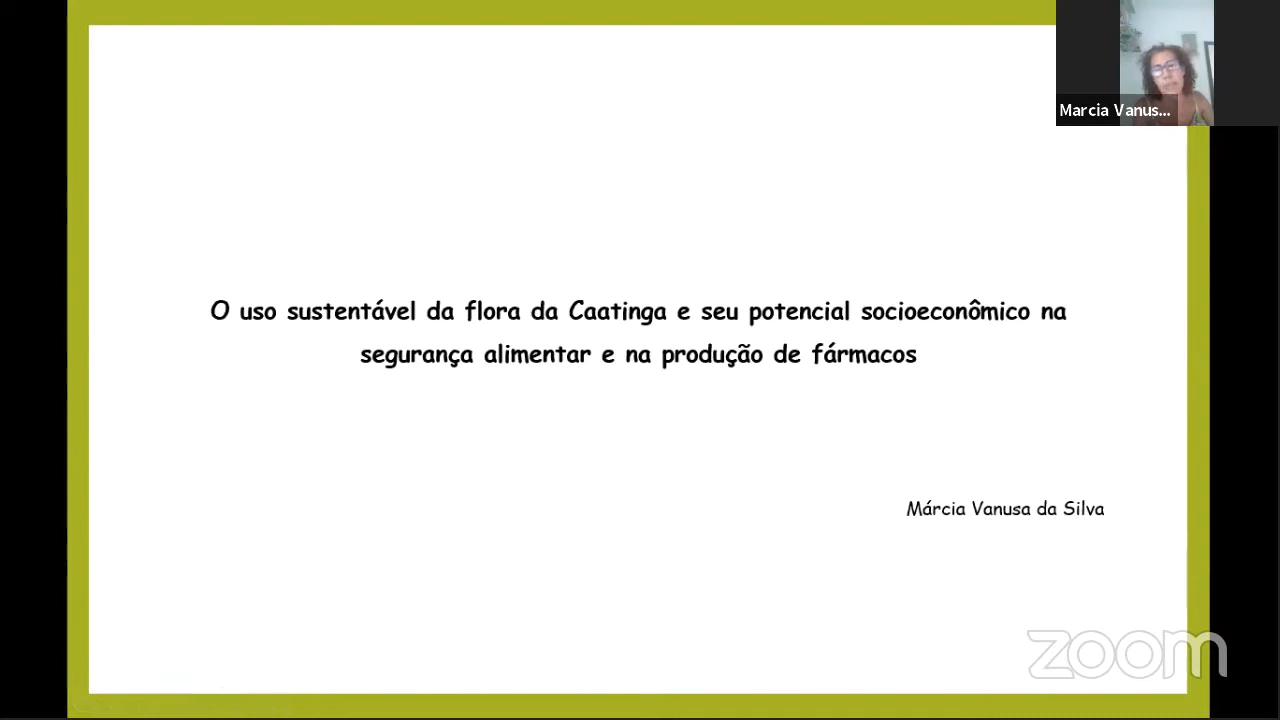 Marcia Vanus...
O uso sustentável da flora da Caatinga e seu potencial socioeconômico na
segurança alimentar e na produção de fármacos
Márcia Vanusa da Silva
zoom